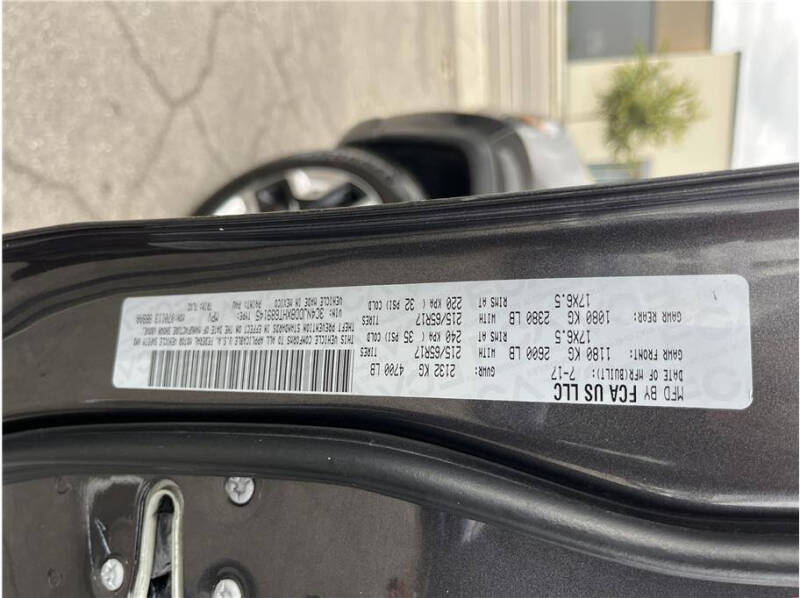 MFD BY FCA US LLC
DATE OF MFR(BUILT): 7-17 GVWR: 2132 KG 4700 LB
GAWR FRONT: 1180 KG 2600 LB 215/65R17 TIRES
17X6.5 RIMS AT 240 KPA ( 35 PSI) COLD
GAWR REAR: 1080 KG 2380 LB 215/65R17 TIRES
17X6.5 RIMS AT 220 KPA ( 32 PSI) COLD
THIS VEHICLE CONFORMS TO ALL APPLICABLE U.S.A. FEDERAL MOTOR VEHICLE SAFETY AND
THEFT PREVENTION STANDARDS IN EFFECT ON THE DATE OF MANUFACTURE SHOWN ABOVE.
TYPE: MPV
VEHICLE MADE IN MEXICO PAINT: